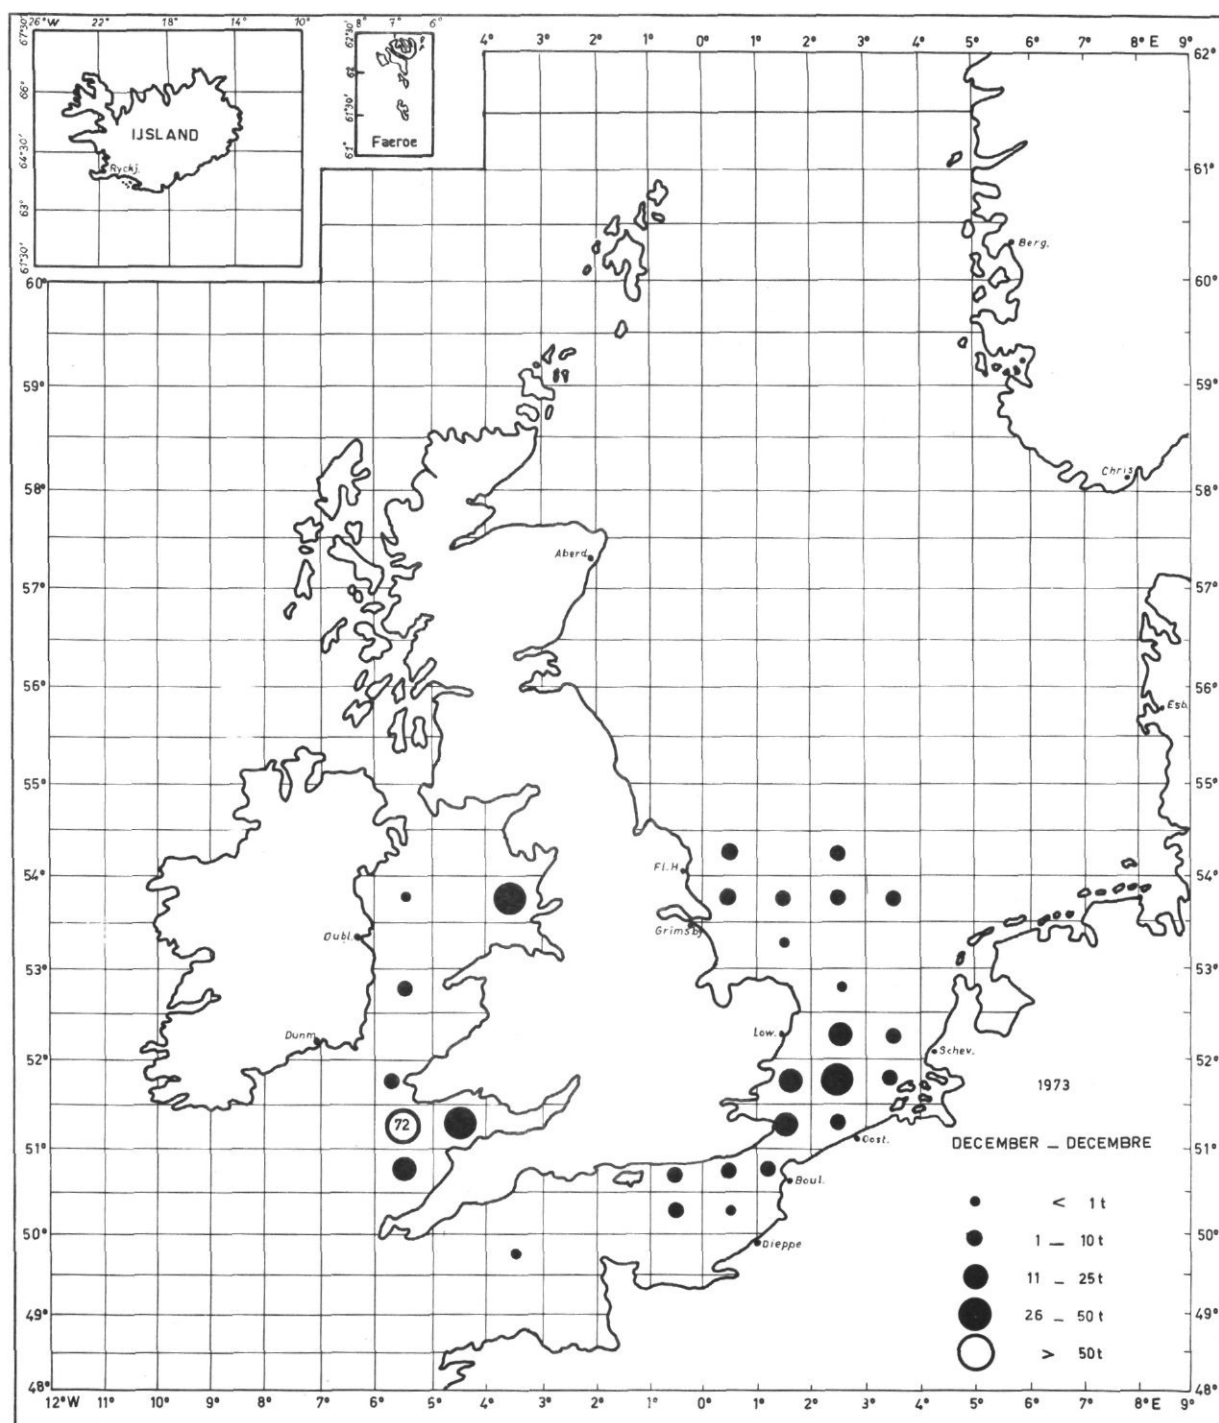 26°W 22° 18° 14° 10°
67°30'
66°
64°30'
63°
61°30'
IJSLAND
Ryckj.
8° 7° 6°
62°30'
62
61°30'
61°
Faeroe
4° 3° 2° 1° 0° 1° 2° 3° 4° 5° 6° 7° 8° E 9°
62°
61°
60° 60°
59° 59°
58° 58°
57° 57°
56° 56°
55° 55°
54° 54°
53° 53°
52° 52°
51° 51°
50° 50°
49° 49°
48° 48°
Berg.
Chris
Aberd
Esb.
Fl.H
Grimsby
Dubl.
Dunm
Low.
Schev.
72
Oost.
Boul.
Dieppe
1973
DECEMBER _ DECEMBRE
< 1 t
1 — 10 t
11 _ 25 t
26 _ 50 t
> 50 t
12°W 11° 10° 9° 8° 7° 6° 5° 4° 3° 2° 1° 0° 1° 2° 3° 4° 5° 6° 7° 8° E 9°